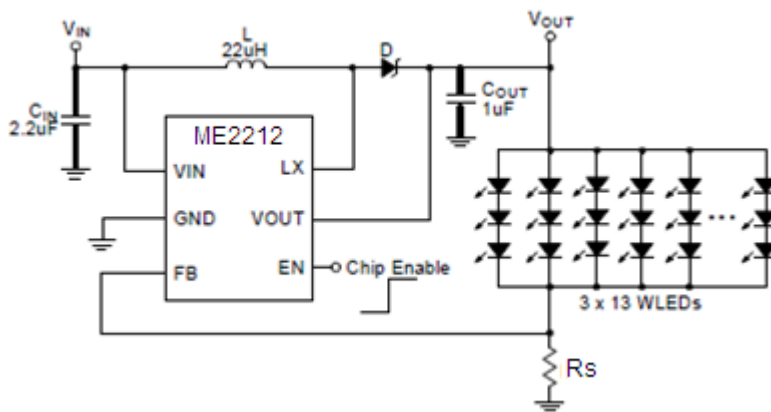 VIN
L
22uH
D
VOUT
CIN
2.2uF
COUT
1uF
ME2212
VIN
LX
GND
VOUT
FB
EN
Chip Enable
3 x 13 WLEDs
Rs